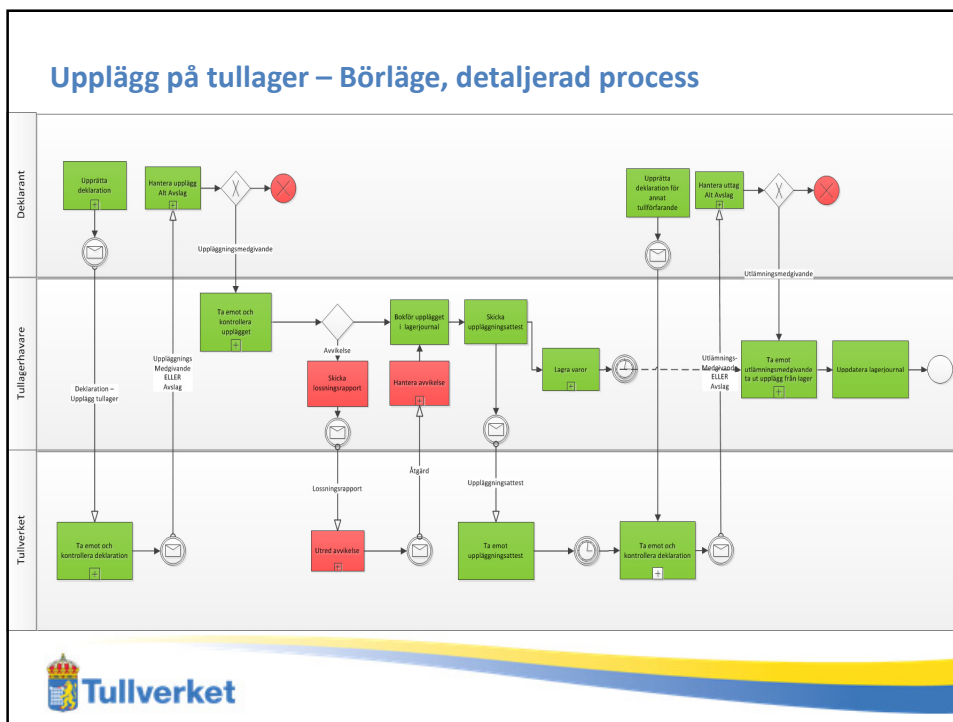 Upplägg på tullager – Börläge, detaljerad process
Deklarant
Upprätta
deklaration
Hantera upplägg
Alt Avslag
Uppläggningsmedgivande
Upprätta
deklaration för
annat
tullförfarande
Hantera uttag
Alt Avslag
Utlämningsmedgivande
Tullagerhavare
Deklaration –
Upplägg tullager
Uppläggnings
Medgivande
ELLER
Avslag
Ta emot och
kontrollera
upplägget
Avvikelse
Skicka
lossningsrapport
Bokför upplägget
i lagerjournal
Hantera avvikelse
Skicka
uppläggningsattest
Lagra varor
Utlämnings-
Medgivande
ELLER
Avslag
Ta emot
utlämningsmedgivande
ta ut upplägg från lager
Uppdatera lagerjournal
Tullverket
Ta emot och
kontrollera deklaration
Lossningsrapport
Åtgärd
Utred avvikelse
Uppläggningsattest
Ta emot
uppläggningsattest
Ta emot och
kontrollera deklaration
Tullverket